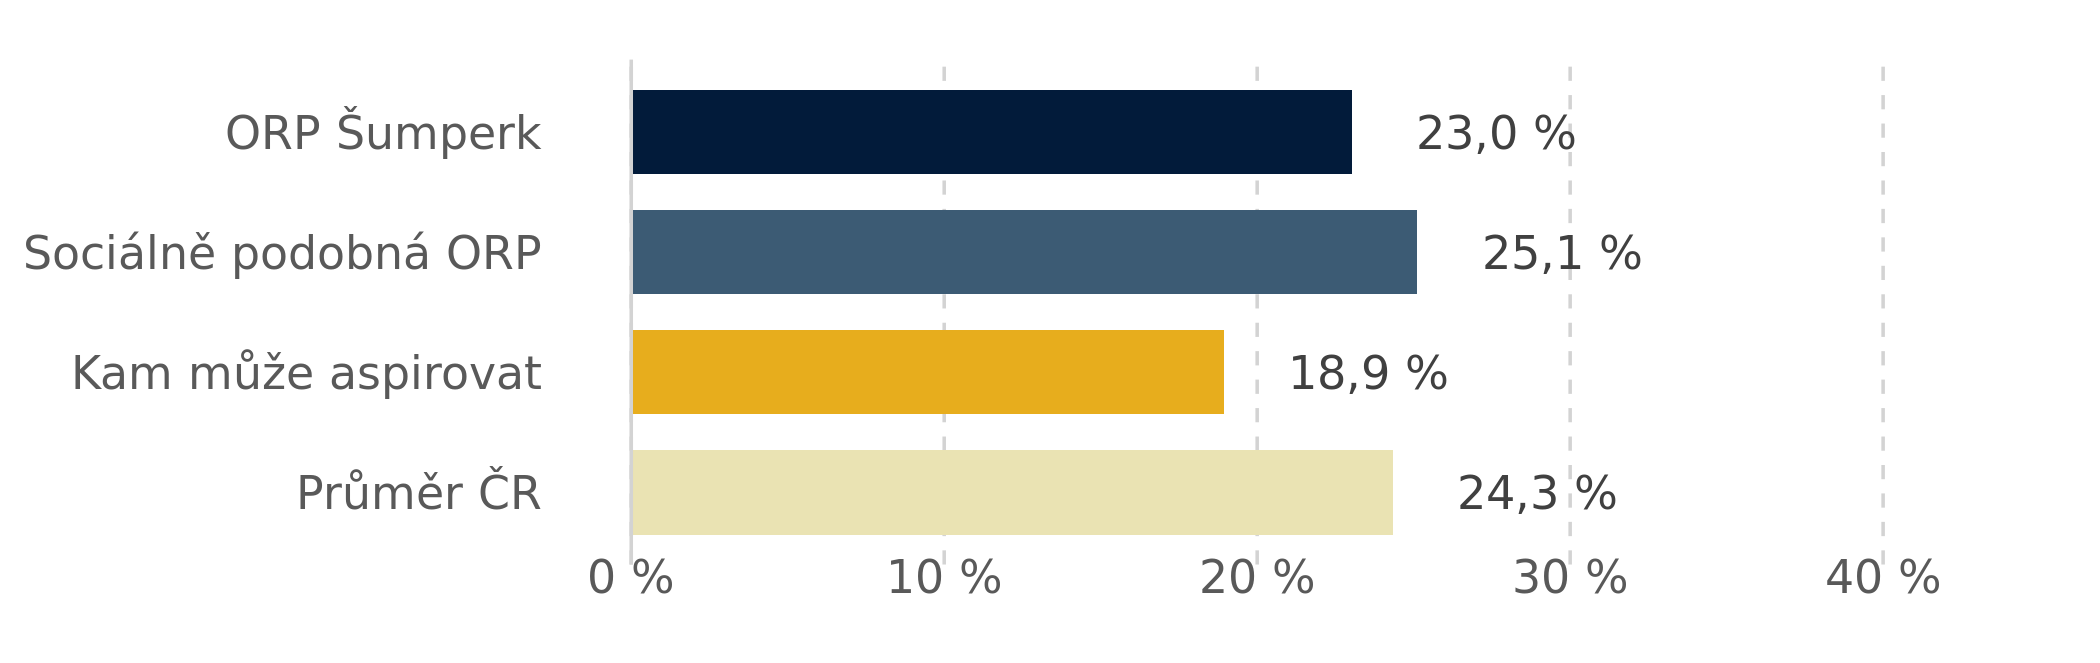 ORP Šumperk 23,0 %
Sociálně podobná ORP 25,1 %
Kam může aspirovat 18,9 %
Průměr ČR 24,3 %
0 % 10 % 20 % 30 % 40 %